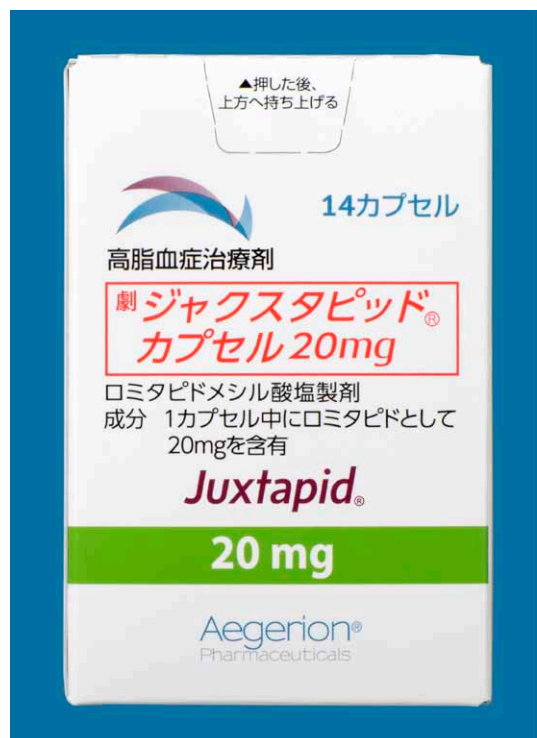 ▲押した後、
上方へ持ち上げる
14カプセル
高脂血症治療剤
劇 ジャクスタピッド®
カプセル20mg
ロミタピドメシル酸塩製剤
成分 1カプセル中にロミタピドとして
20mgを含有
Juxtapid®
20 mg
Aegerion®
Pharmaceuticals